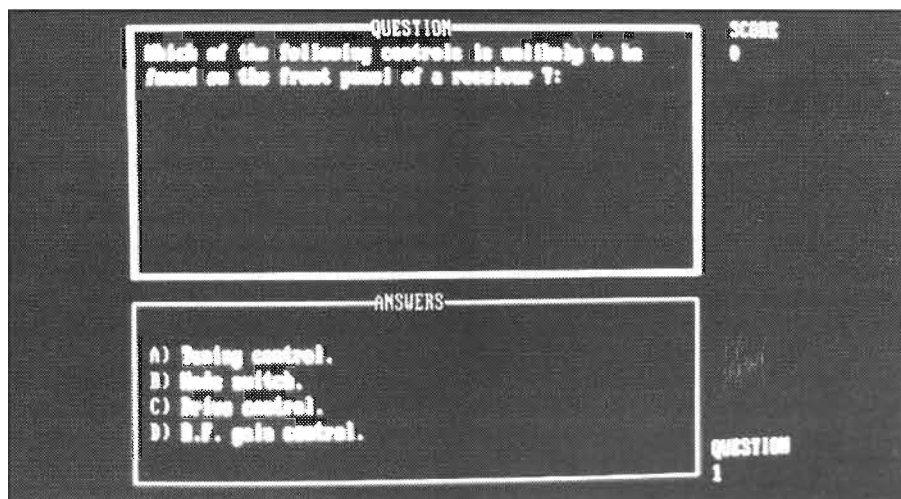 QUESTION
Which of the following controls is unlikely to be
found on the front panel of a receiver ?:
SCORE
0
ANSWERS
A) Tuning control.
B) Mode switch.
C) Drive control.
D) R.F. gain control.
QUESTION
1